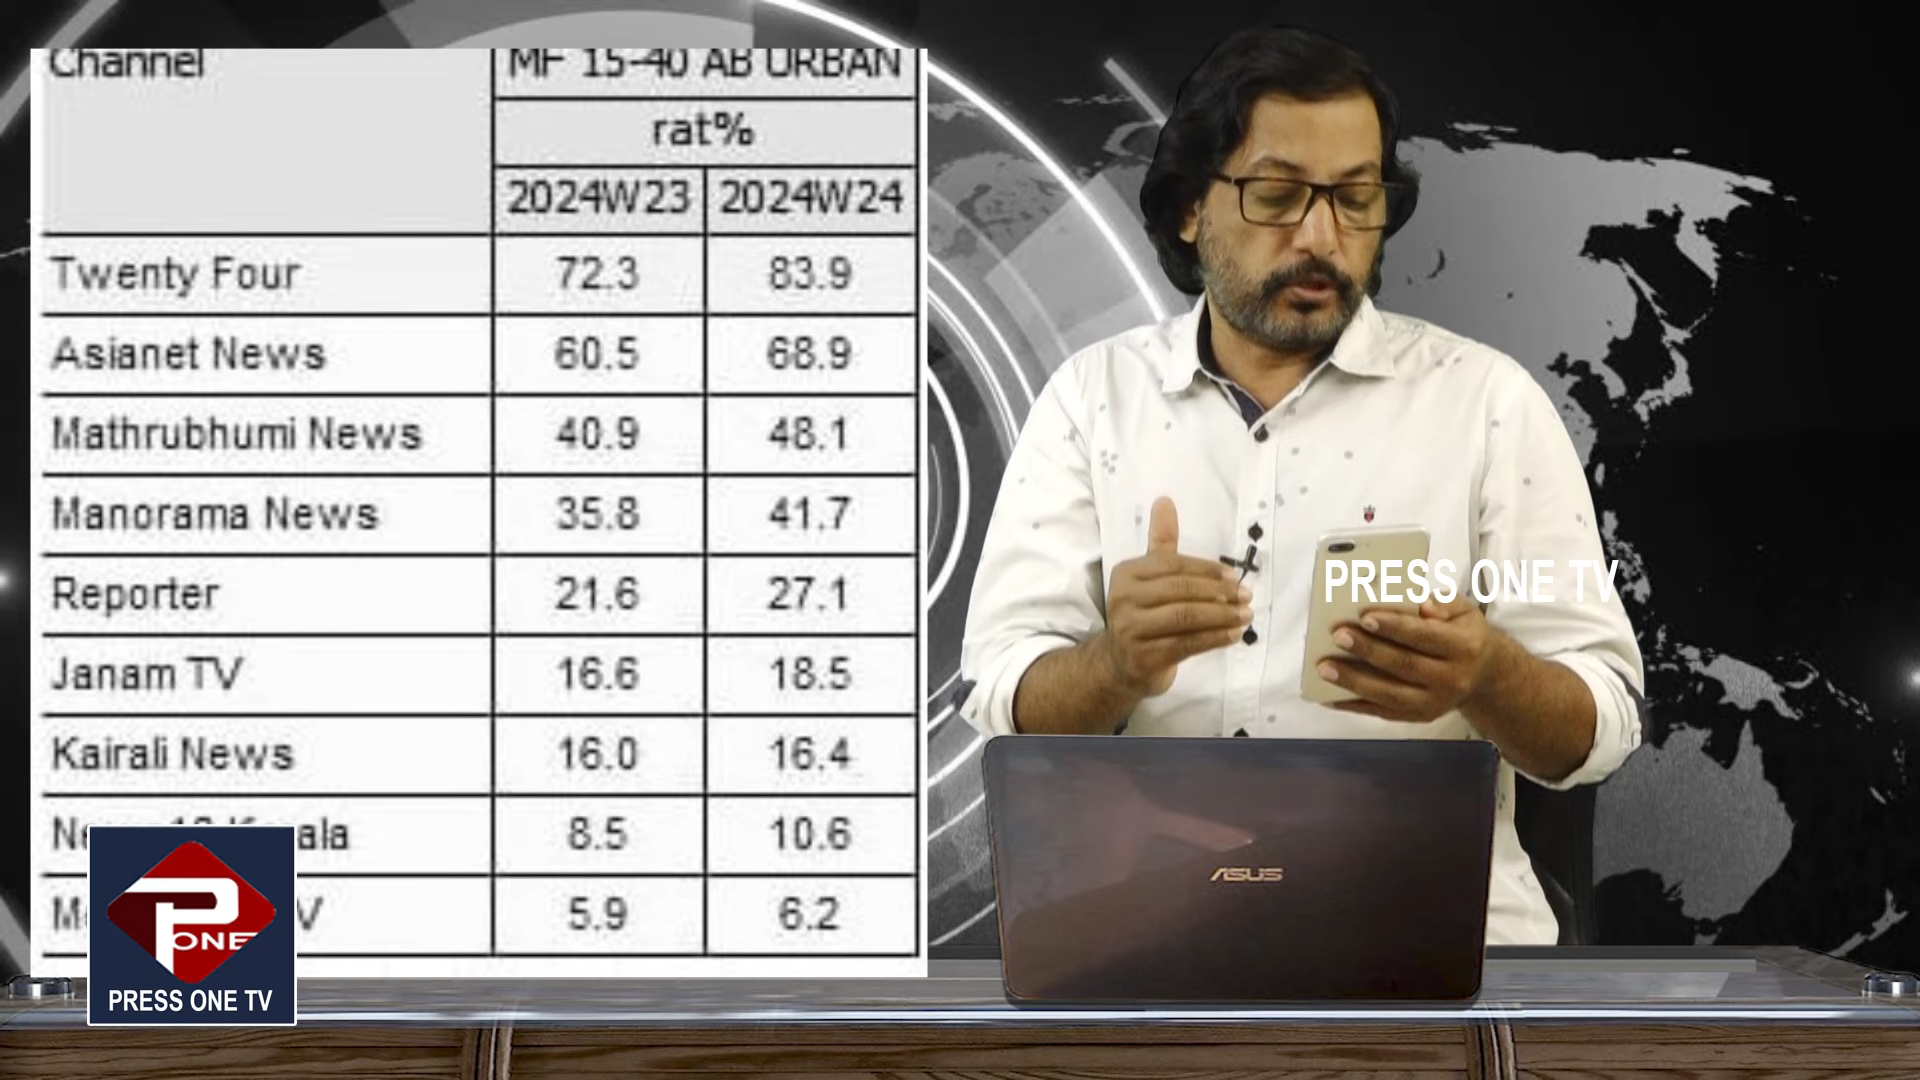 Channel MF 15-40 AB URBAN
rat%
2024W23 2024W24
Twenty Four 72.3 83.9
Asianet News 60.5 68.9
Mathrubhumi News 40.9 48.1
Manorama News 35.8 41.7
Reporter 21.6 27.1
Janam TV 16.6 18.5
Kairali News 16.0 16.4
8.5 10.6
5.9 6.2
P
ONE
PRESS ONE TV
PRESS ONE TV
ASUS